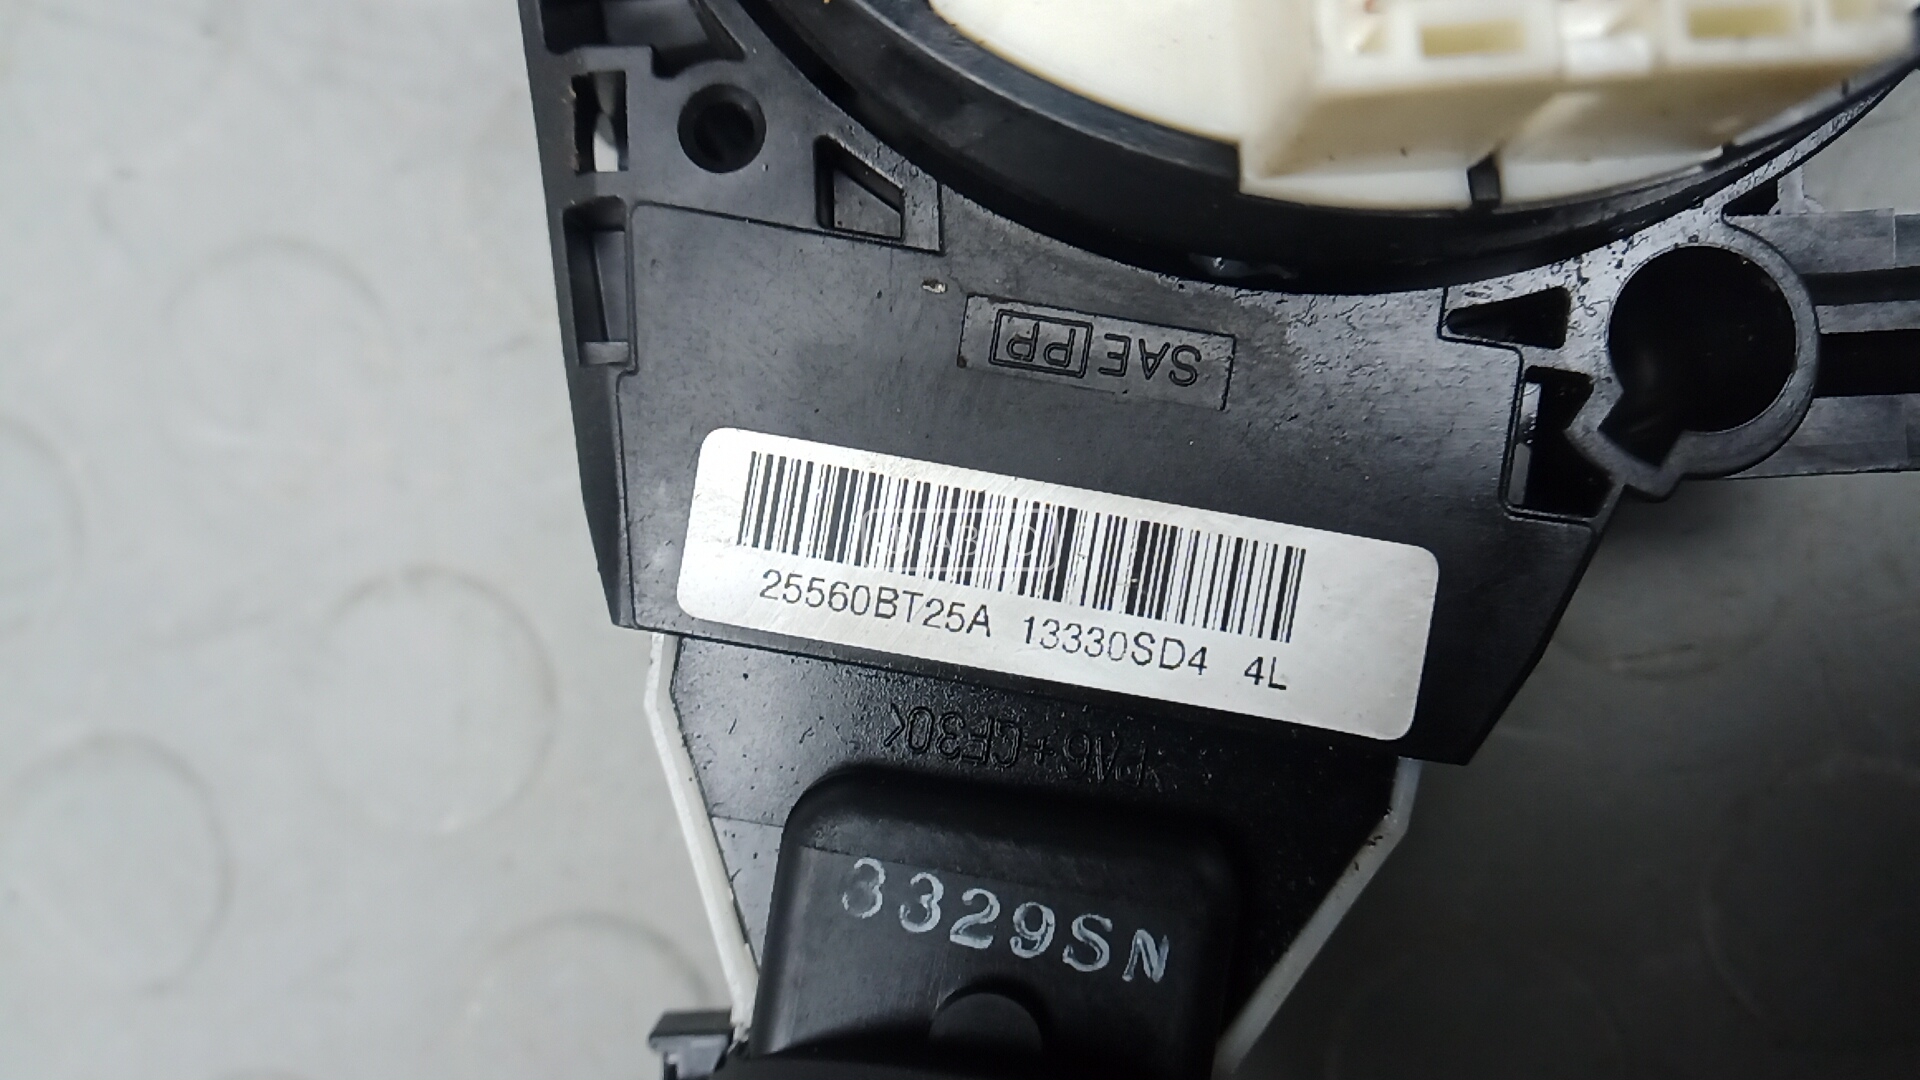 SAE PP
25560BT25A 13330SD4 4L
>PA6+GF30<
3329SN